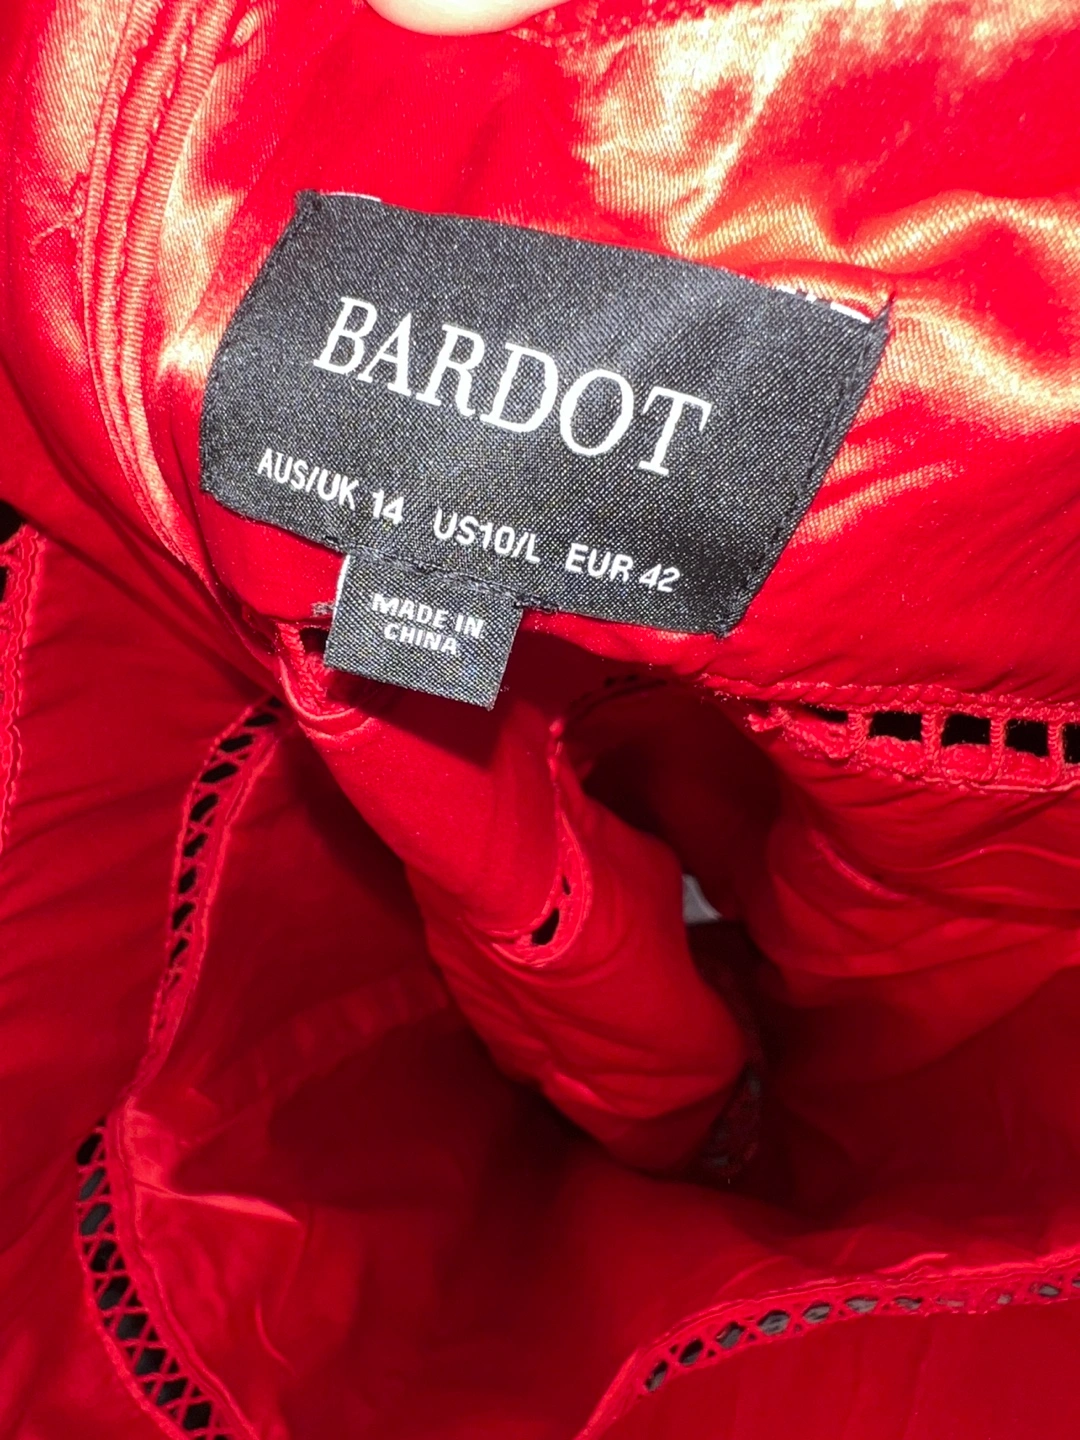 BARDOT
AUS/UK 14 US10/L EUR 42
MADE IN
CHINA